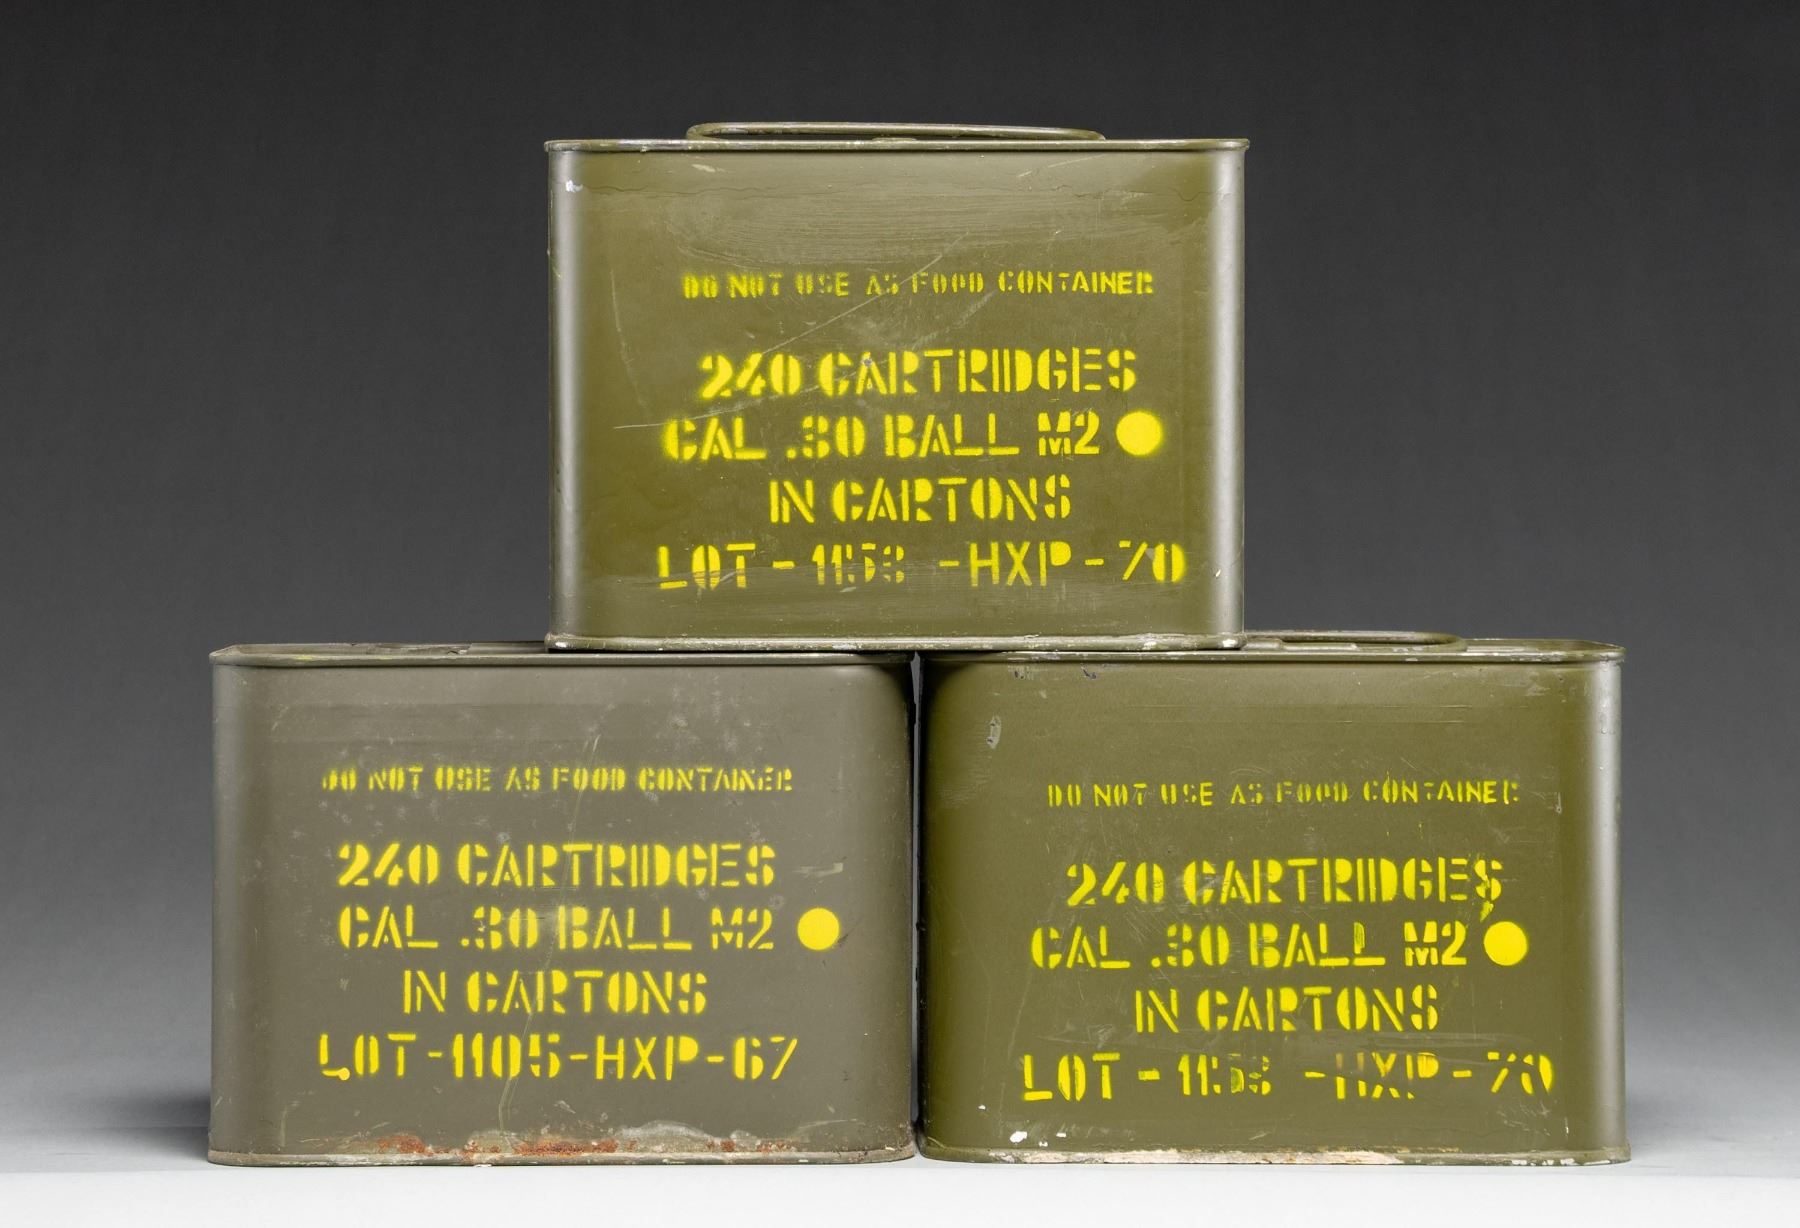 DO NOT USE AS FOOD CONTAINER
240 CARTRIDGES
CAL .30 BALL M2
IN CARTONS
LOT - 1153 -HXP-70
DO NOT USE AS FOOD CONTAINER
240 CARTRIDGES
CAL .30 BALL M2
IN CARTONS
LOT-1105-HXP-67
DO NOT USE AS FOOD CONTAINER
240 CARTRIDGES
CAL .30 BALL M2
IN CARTONS
LOT - 1153 -HXP-70